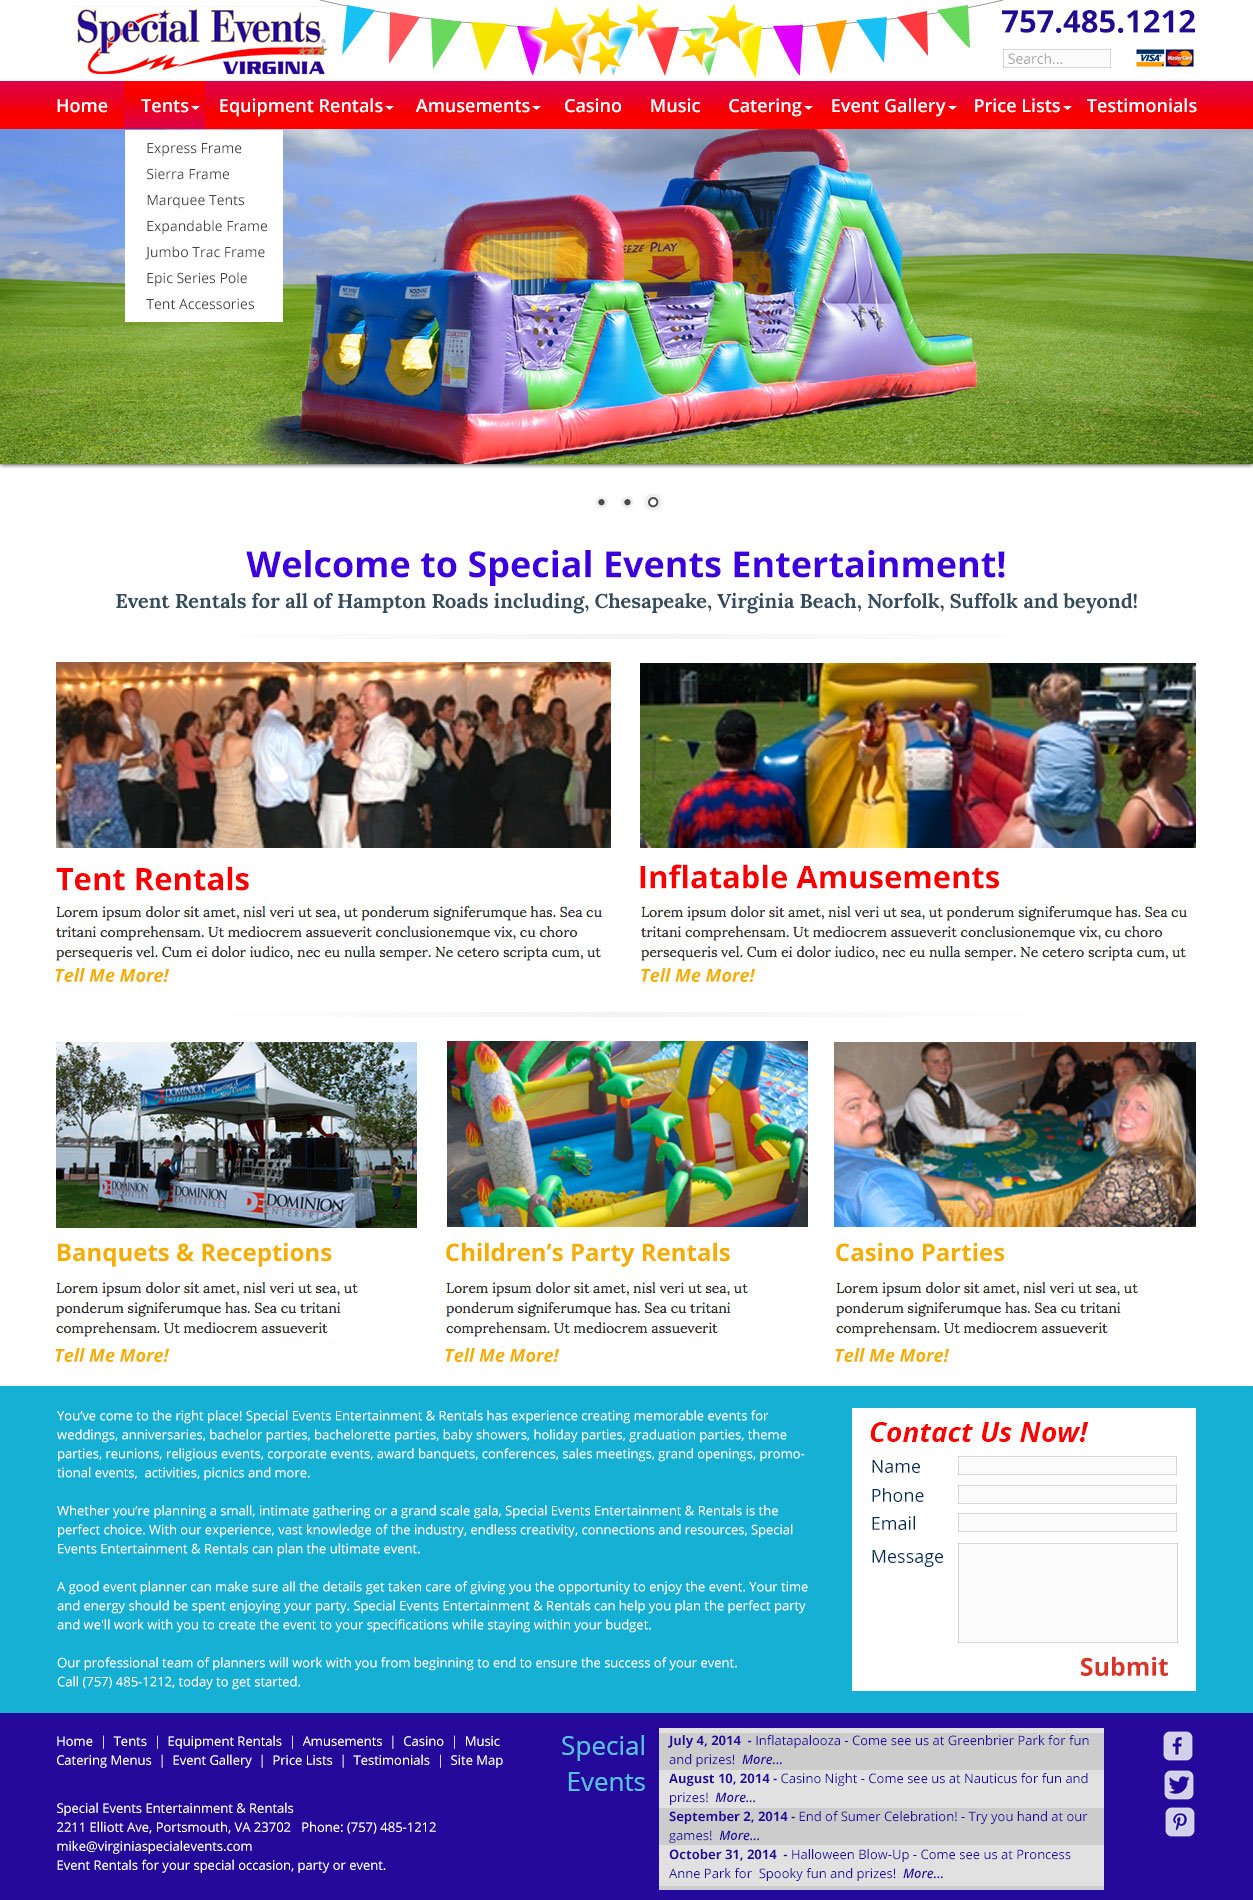 Special Events
VIRGINIA
757.485.1212
Search...
VISA MasterCard
Home Tents Equipment Rentals Amusements Casino Music Catering Event Gallery Price Lists Testimonials
Express Frame
Sierra Frame
Marquee Tents
Expandable Frame
Jumbo Trac Frame
Epic Series Pole
Tent Accessories
EEZE PLAY
Welcome to Special Events Entertainment!
Event Rentals for all of Hampton Roads including, Chesapeake, Virginia Beach, Norfolk, Suffolk and beyond!
Tent Rentals
Lorem ipsum dolor sit amet, nisl veri ut sea, ut ponderum signiferumque has. Sea cu
tritani comprehensam. Ut mediocrem assueverit conclusionemque vix, cu choro
persequeris vel. Cum ei dolor iudico, nec eu nulla semper. Ne cetero scripta cum, ut
Tell Me More!
Inflatable Amusements
Lorem ipsum dolor sit amet, nisl veri ut sea, ut ponderum signiferumque has. Sea cu
tritani comprehensam. Ut mediocrem assueverit conclusionemque vix, cu choro
persequeris vel. Cum ei dolor iudico, nec eu nulla semper. Ne cetero scripta cum, ut
Tell Me More!
DOMINION
DOMINION
DOMINION
DOMINION
ENTERPRISES
Banquets & Receptions
Lorem ipsum dolor sit amet, nisl veri ut sea, ut
ponderum signiferumque has. Sea cu tritani
comprehensam. Ut mediocrem assueverit
Tell Me More!
Children's Party Rentals
Lorem ipsum dolor sit amet, nisl veri ut sea, ut
ponderum signiferumque has. Sea cu tritani
comprehensam. Ut mediocrem assueverit
Tell Me More!
Casino Parties
Lorem ipsum dolor sit amet, nisl veri ut sea, ut
ponderum signiferumque has. Sea cu tritani
comprehensam. Ut mediocrem assueverit
Tell Me More!
You've come to the right place! Special Events Entertainment & Rentals has experience creating memorable events for
weddings, anniversaries, bachelor parties, bachelorette parties, baby showers, holiday parties, graduation parties, theme
parties, reunions, religious events, corporate events, award banquets, conferences, sales meetings, grand openings, promo-
tional events, activities, picnics and more.
Whether you're planning a small, intimate gathering or a grand scale gala, Special Events Entertainment & Rentals is the
perfect choice. With our experience, vast knowledge of the industry, endless creativity, connections and resources, Special
Events Entertainment & Rentals can plan the ultimate event.
A good event planner can make sure all the details get taken care of giving you the opportunity to enjoy the event. Your time
and energy should be spent enjoying your party. Special Events Entertainment & Rentals can help you plan the perfect party
and we'll work with you to create the event to your specifications while staying within your budget.
Our professional team of planners will work with you from beginning to end to ensure the success of your event.
Call (757) 485-1212, today to get started.
Contact Us Now!
Name
Phone
Email
Message
Submit
Home | Tents | Equipment Rentals | Amusements | Casino | Music
Catering Menus | Event Gallery | Price Lists | Testimonials | Site Map
Special Events Entertainment & Rentals
2211 Elliott Ave, Portsmouth, VA 23702 Phone: (757) 485-1212
mike@virginiaspecialevents.com
Event Rentals for your special occasion, party or event.
Special
Events
July 4, 2014 - Inflatapalooza - Come see us at Greenbrier Park for fun
and prizes! More...
August 10, 2014 - Casino Night - Come see us at Nauticus for fun and
prizes! More...
September 2, 2014 - End of Sumer Celebration! - Try you hand at our
games! More...
October 31, 2014 - Halloween Blow-Up - Come see us at Proncess
Anne Park for Spooky fun and prizes! More...